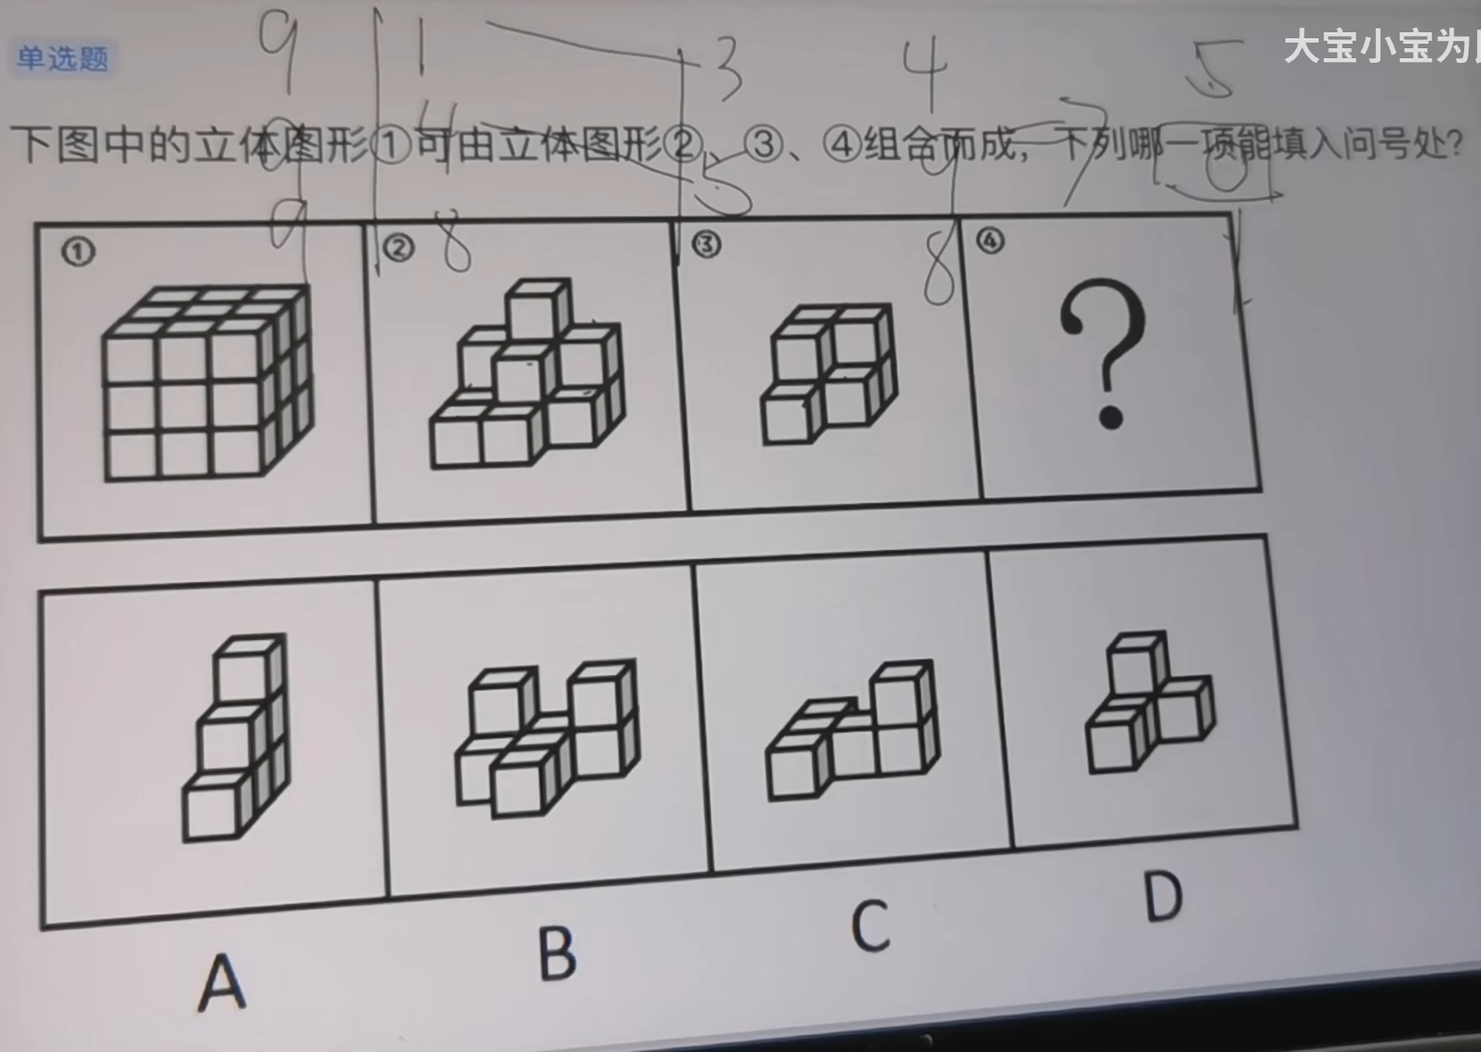 大宝小宝为
单选题
9 1 3 4 5
下图中的立体图形①可由立体图形②、③、④组合而成，下列哪一项能填入问号处?
9 4 5 9 7 6
9 8 8
① ② ③ ④
?
A B C D